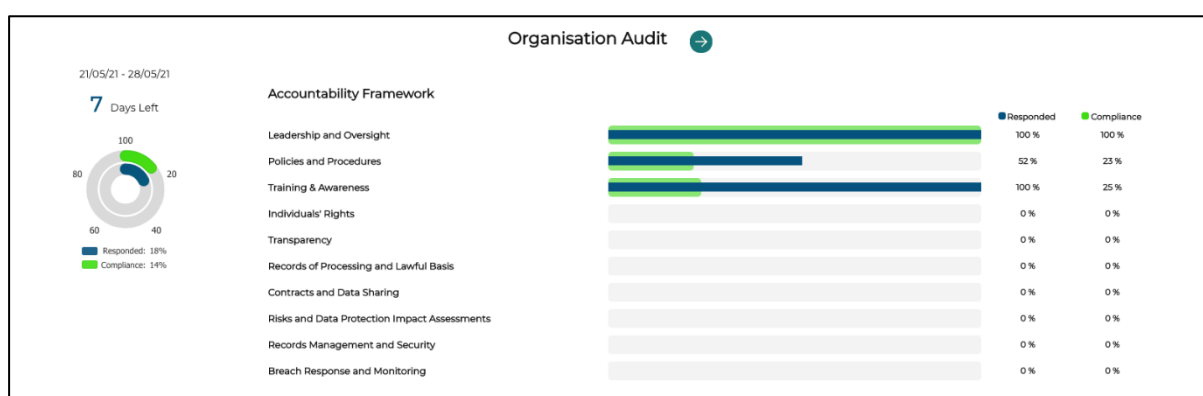 Organisation Audit
21/05/21 - 28/05/21
7 Days Left
100
80
20
60
40
Responded: 18%
Compliance: 14%
Accountability Framework
Responded Compliance
Leadership and Oversight 100 % 100 %
Policies and Procedures 52 % 23 %
Training & Awareness 100 % 25 %
Individuals' Rights 0 % 0 %
Transparency 0 % 0 %
Records of Processing and Lawful Basis 0 % 0 %
Contracts and Data Sharing 0 % 0 %
Risks and Data Protection Impact Assessments 0 % 0 %
Records Management and Security 0 % 0 %
Breach Response and Monitoring 0 % 0 %